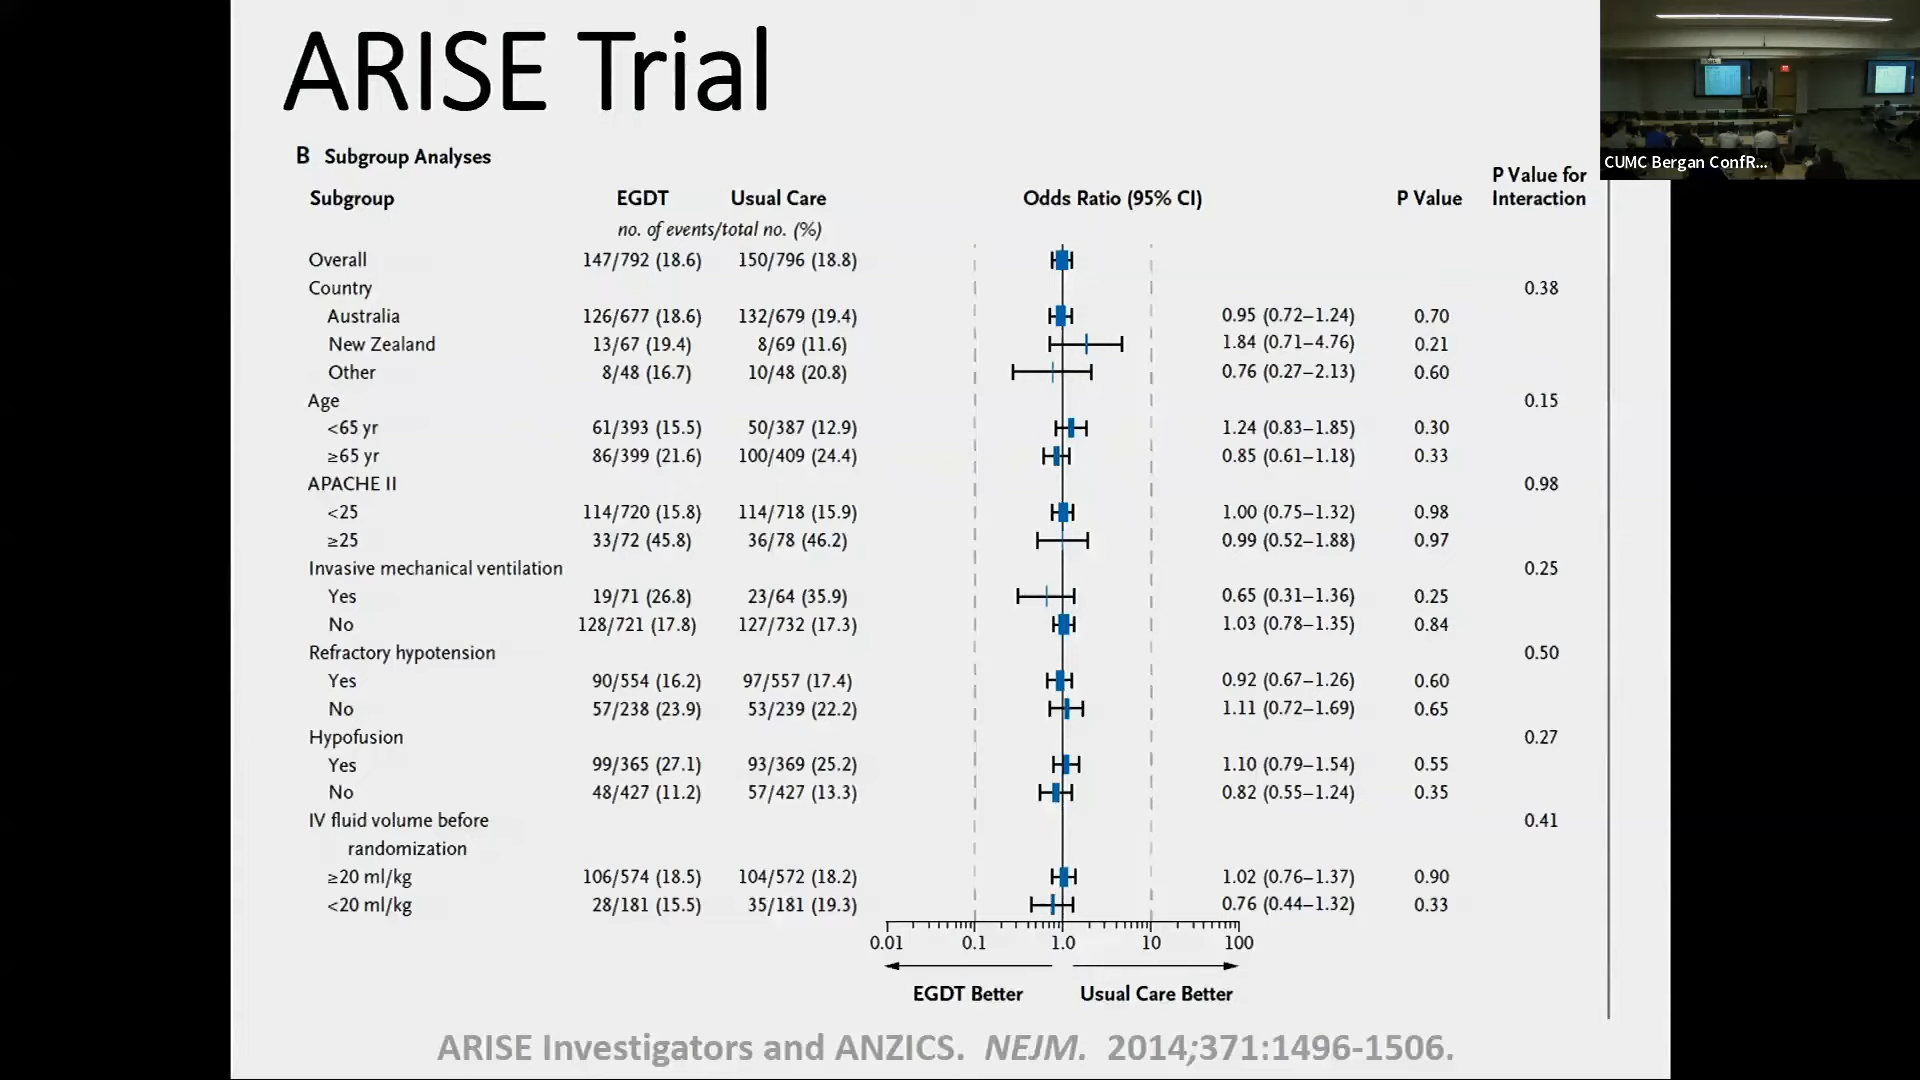 ARISE Trial
CUMC Bergan ConfR...
B Subgroup Analyses
Subgroup EGDT Usual Care Odds Ratio (95% CI) P Value P Value for Interaction
no. of events/total no. (%)
Overall 147/792 (18.6) 150/796 (18.8)
Country 0.38
Australia 126/677 (18.6) 132/679 (19.4) 0.95 (0.72–1.24) 0.70
New Zealand 13/67 (19.4) 8/69 (11.6) 1.84 (0.71–4.76) 0.21
Other 8/48 (16.7) 10/48 (20.8) 0.76 (0.27–2.13) 0.60
Age 0.15
<65 yr 61/393 (15.5) 50/387 (12.9) 1.24 (0.83–1.85) 0.30
≥65 yr 86/399 (21.6) 100/409 (24.4) 0.85 (0.61–1.18) 0.33
APACHE II 0.98
<25 114/720 (15.8) 114/718 (15.9) 1.00 (0.75–1.32) 0.98
≥25 33/72 (45.8) 36/78 (46.2) 0.99 (0.52–1.88) 0.97
Invasive mechanical ventilation 0.25
Yes 19/71 (26.8) 23/64 (35.9) 0.65 (0.31–1.36) 0.25
No 128/721 (17.8) 127/732 (17.3) 1.03 (0.78–1.35) 0.84
Refractory hypotension 0.50
Yes 90/554 (16.2) 97/557 (17.4) 0.92 (0.67–1.26) 0.60
No 57/238 (23.9) 53/239 (22.2) 1.11 (0.72–1.69) 0.65
Hypofusion 0.27
Yes 99/365 (27.1) 93/369 (25.2) 1.10 (0.79–1.54) 0.55
No 48/427 (11.2) 57/427 (13.3) 0.82 (0.55–1.24) 0.35
IV fluid volume before 0.41
randomization
≥20 ml/kg 106/574 (18.5) 104/572 (18.2) 1.02 (0.76–1.37) 0.90
<20 ml/kg 28/181 (15.5) 35/181 (19.3) 0.76 (0.44–1.32) 0.33
0.01 0.1 1.0 10 100
EGDT Better Usual Care Better
ARISE Investigators and ANZICS. NEJM. 2014;371:1496-1506.